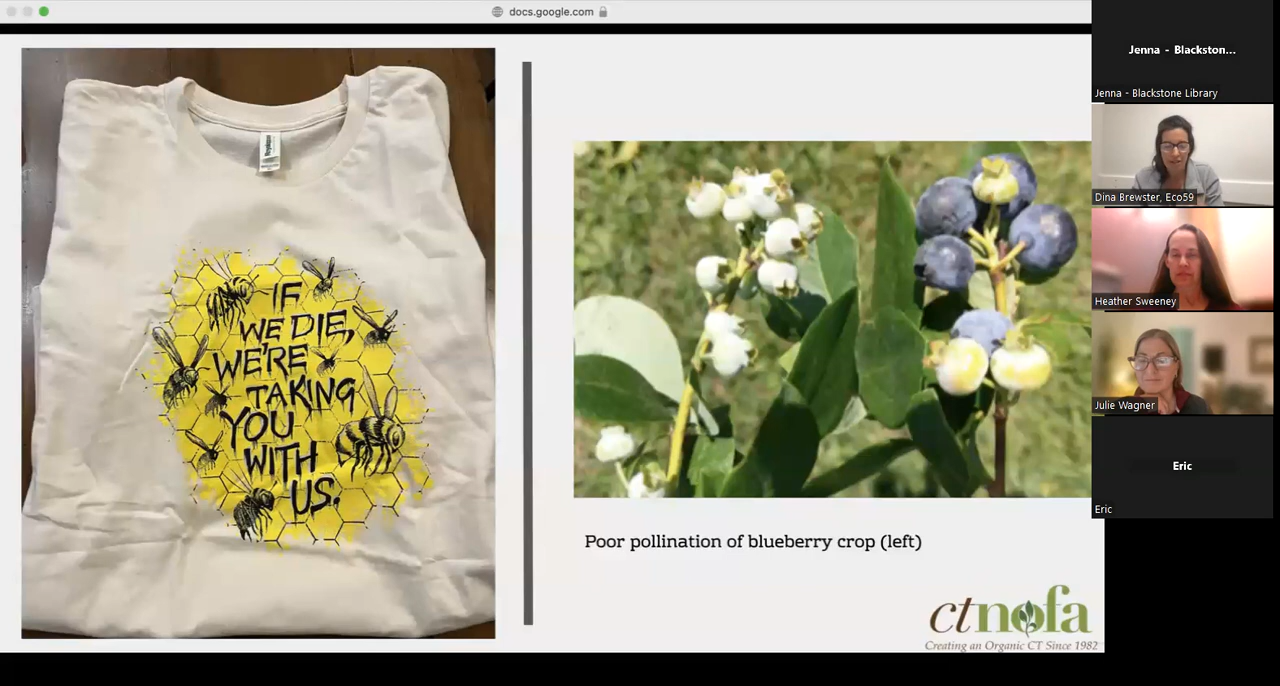 docs.google.com
IF
WE DIE,
WE'RE
TAKING
YOU
WITH
US.
Poor pollination of blueberry crop (left)
ctnofa
Creating an Organic CT Since 1982
Jenna - Blackston...
Jenna - Blackstone Library
Dina Brewster, Eco59
Heather Sweeney
Julie Wagner
Eric
Eric